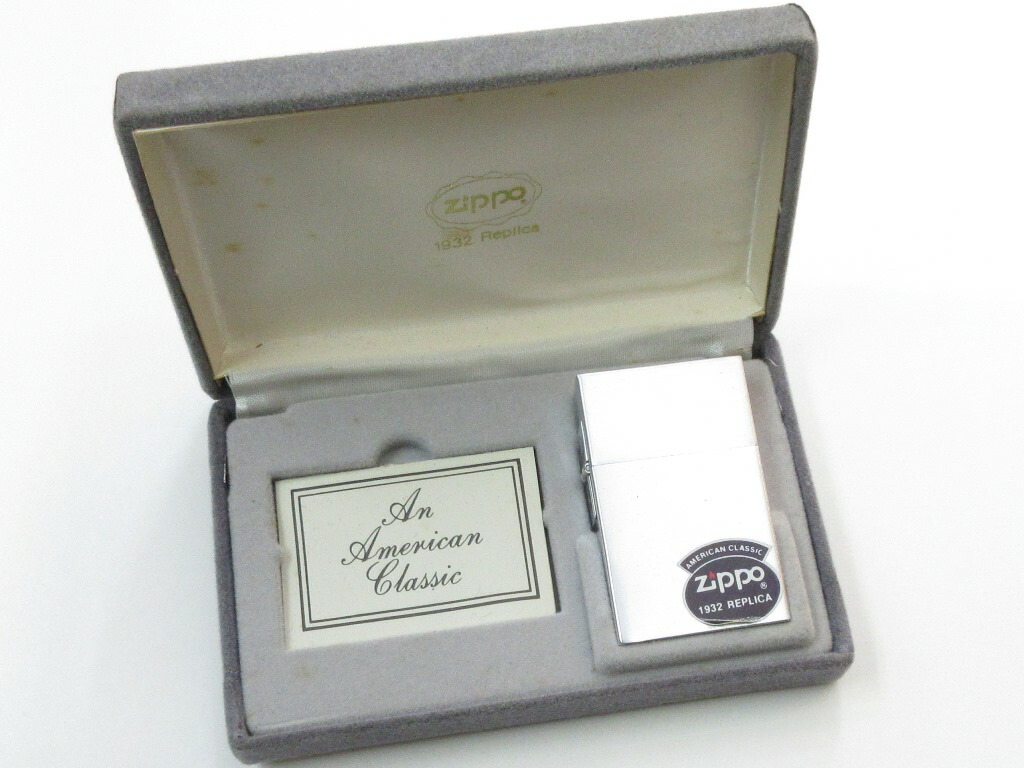 zippo
1932 Replica
An
American
Classic
AMERICAN CLASSIC
zippo®
1932 REPLICA